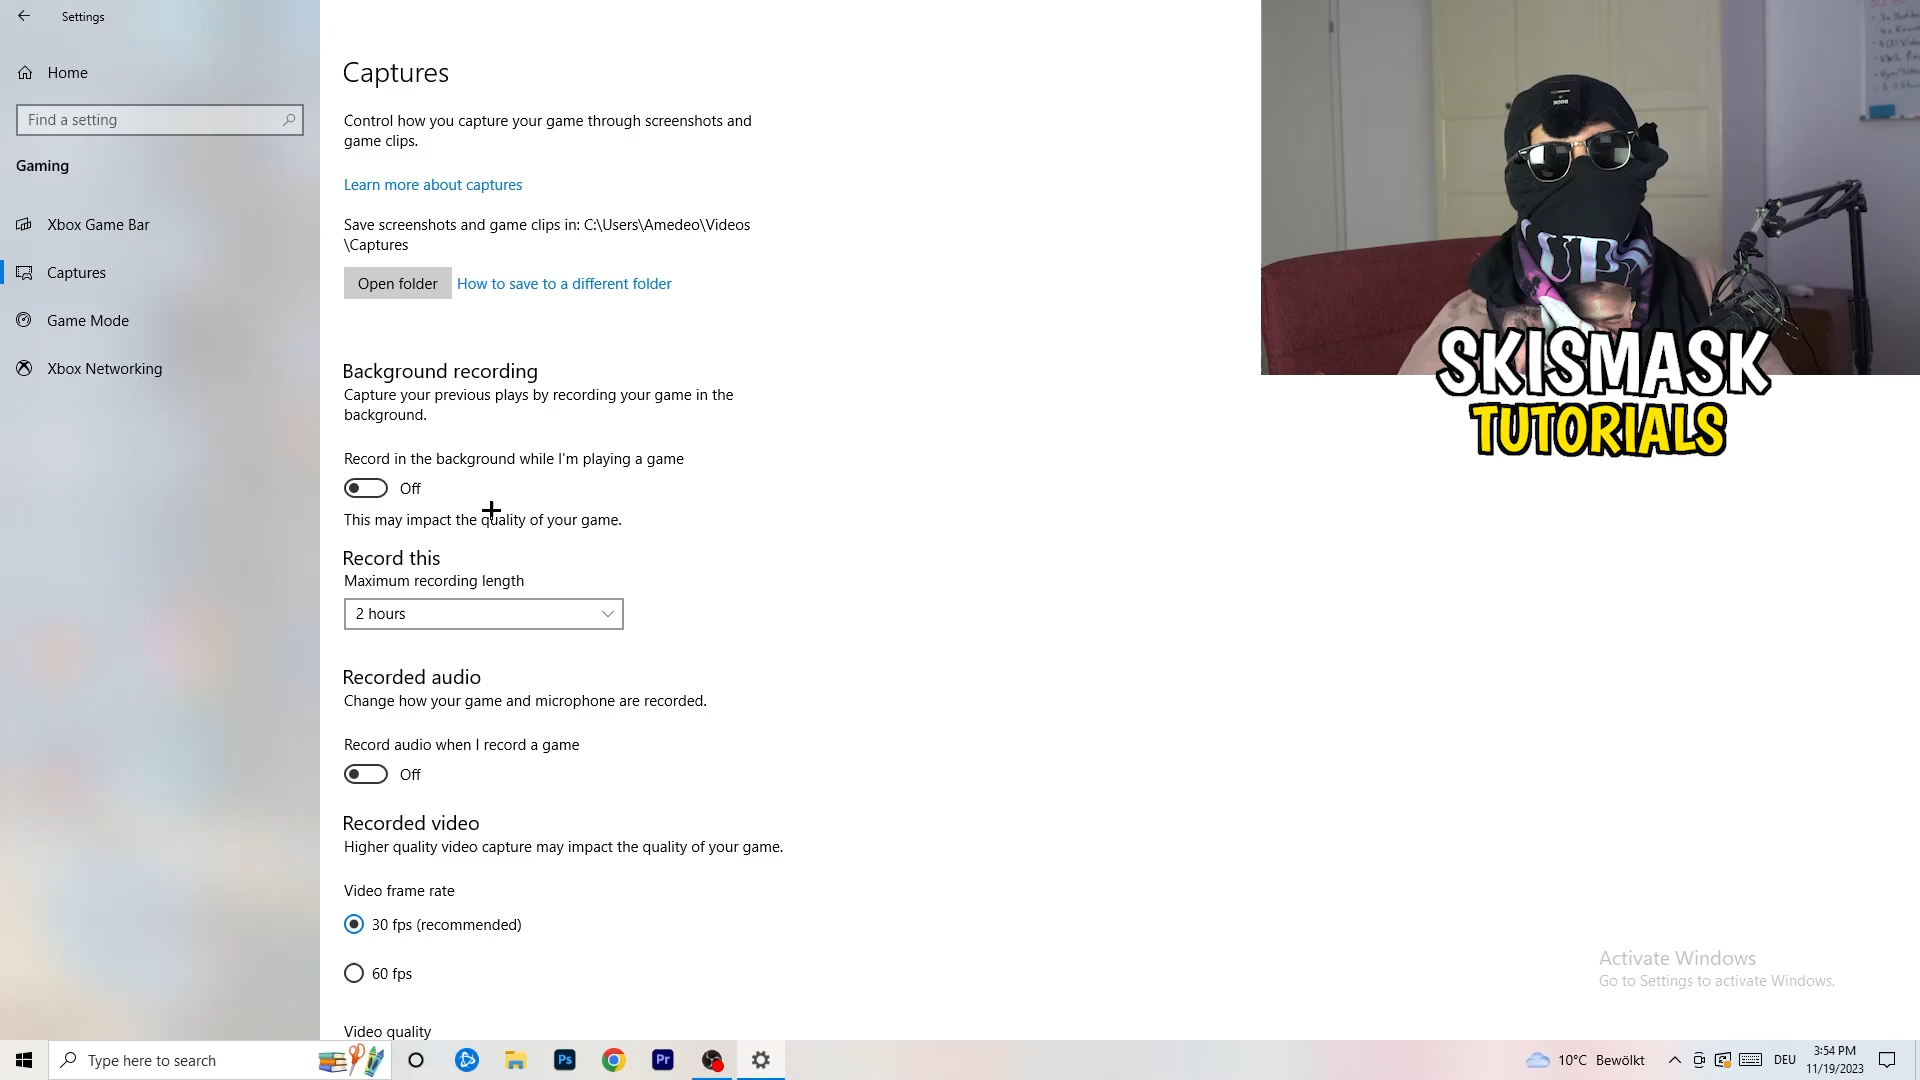 Settings
Home
Find a setting
Gaming
Xbox Game Bar
Captures
Game Mode
Xbox Networking
Captures
Control how you capture your game through screenshots and
game clips.
Learn more about captures
Save screenshots and game clips in: C:\Users\Amedeo\Videos
\Captures
Open folder
How to save to a different folder
Background recording
Capture your previous plays by recording your game in the
background.
Record in the background while I'm playing a game
Off
This may impact the quality of your game.
Record this
Maximum recording length
2 hours
Recorded audio
Change how your game and microphone are recorded.
Record audio when I record a game
Off
Recorded video
Higher quality video capture may impact the quality of your game.
Video frame rate
30 fps (recommended)
60 fps
Video quality
SKISMASK
TUTORIALS
Activate Windows
Go to Settings to activate Windows.
Type here to search
Ps
Pr
10°C Bewölkt
DEU
3:54 PM
11/19/2023